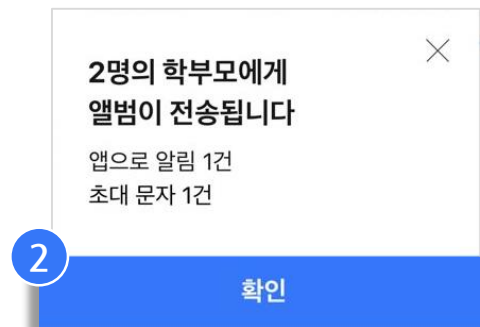 2명의 학부모에게
앨범이 전송됩니다
앱으로 알림 1건
초대 문자 1건
2
확인